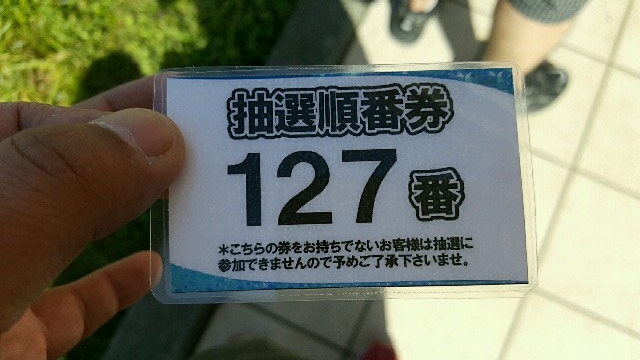 抽選順番券
127番
*こちらの券をお持ちでないお客様は抽選に
参加できませんので予めご了承下さいませ。